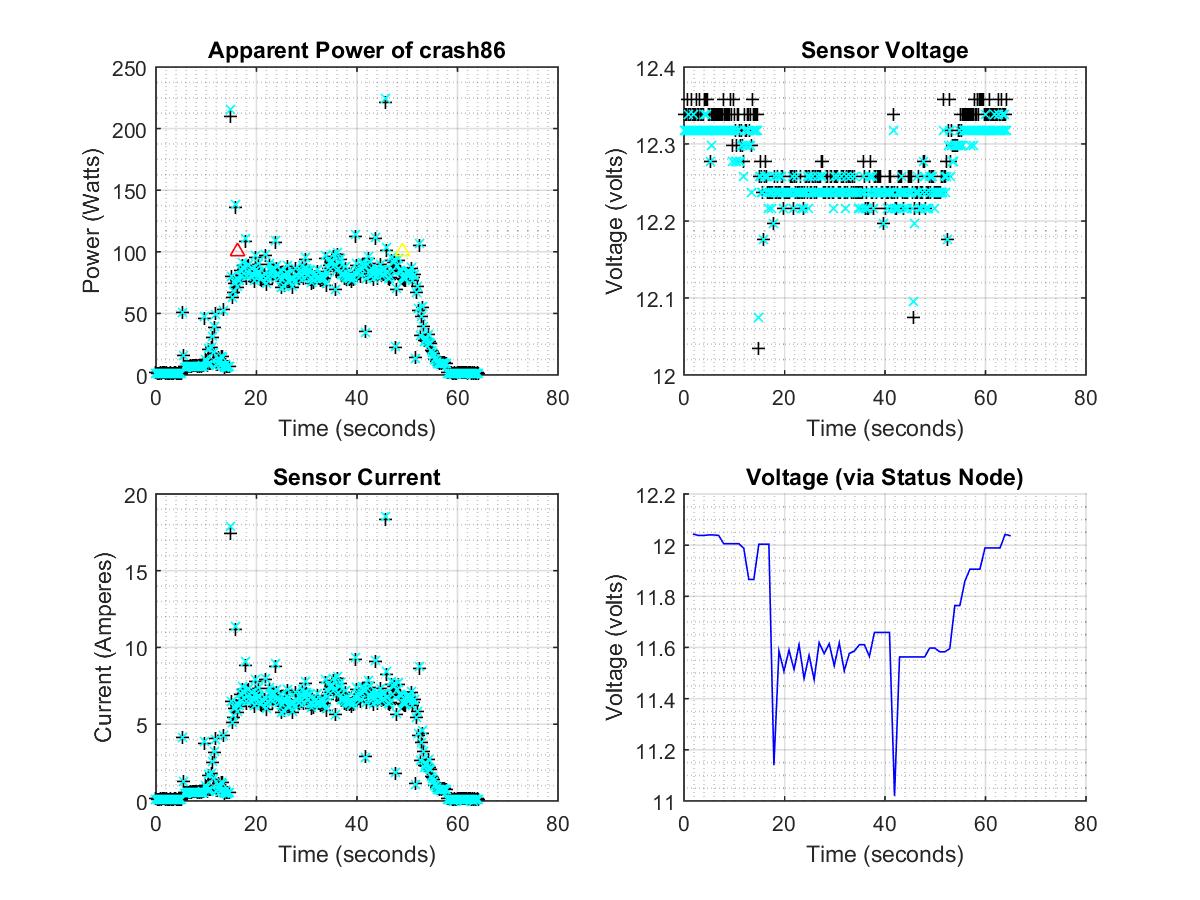 Apparent Power of crash86
250
200
150
100
50
0
0 20 40 60 80
Power (Watts)
Time (seconds)
Sensor Voltage
12.4
12.3
12.2
12.1
12
0 20 40 60 80
Voltage (volts)
Time (seconds)
Sensor Current
20
15
10
5
0
0 20 40 60 80
Current (Amperes)
Time (seconds)
Voltage (via Status Node)
12.2
12
11.8
11.6
11.4
11.2
11
0 20 40 60 80
Voltage (volts)
Time (seconds)